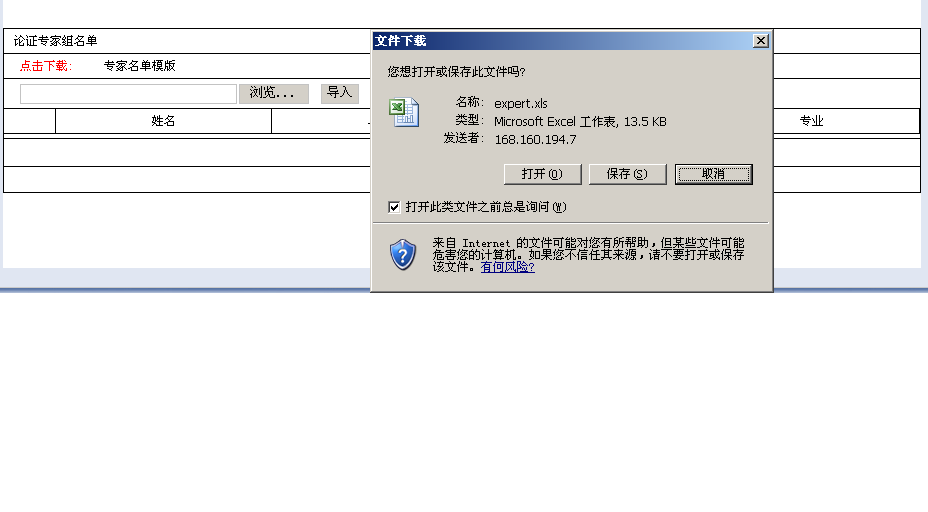 论证专家组名单
点击下载: 专家名单模版
浏览... 导入
姓名
专业
文件下载
您想打开或保存此文件吗?
名称: expert.xls
类型: Microsoft Excel 工作表, 13.5 KB
发送者: 168.160.194.7
打开(O) 保存(S) 取消
打开此类文件之前总是询问(W)
来自 Internet 的文件可能对您有所帮助,但某些文件可能
危害您的计算机。如果您不信任其来源,请不要打开或保存
该文件。有何风险?